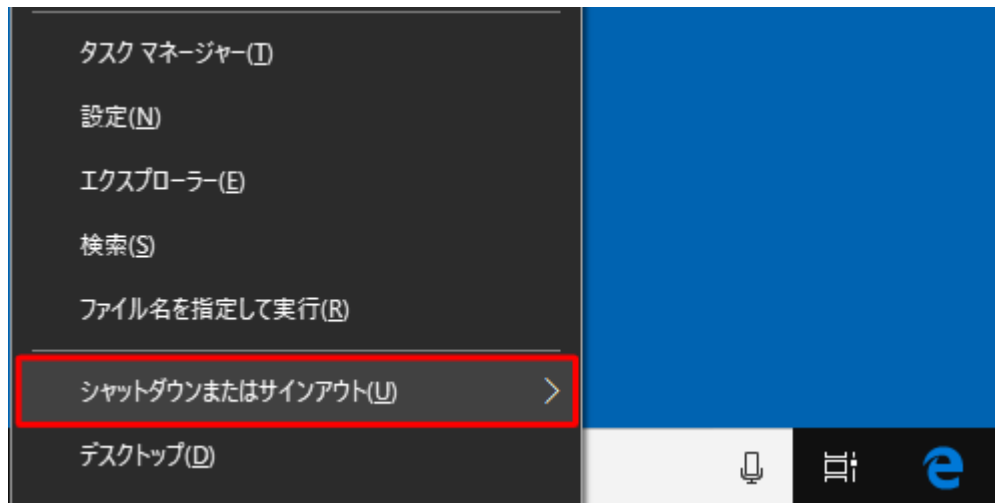 タスク マネージャー(T)
設定(N)
エクスプローラー(E)
検索(S)
ファイル名を指定して実行(R)
シャットダウンまたはサインアウト(U)
デスクトップ(D)